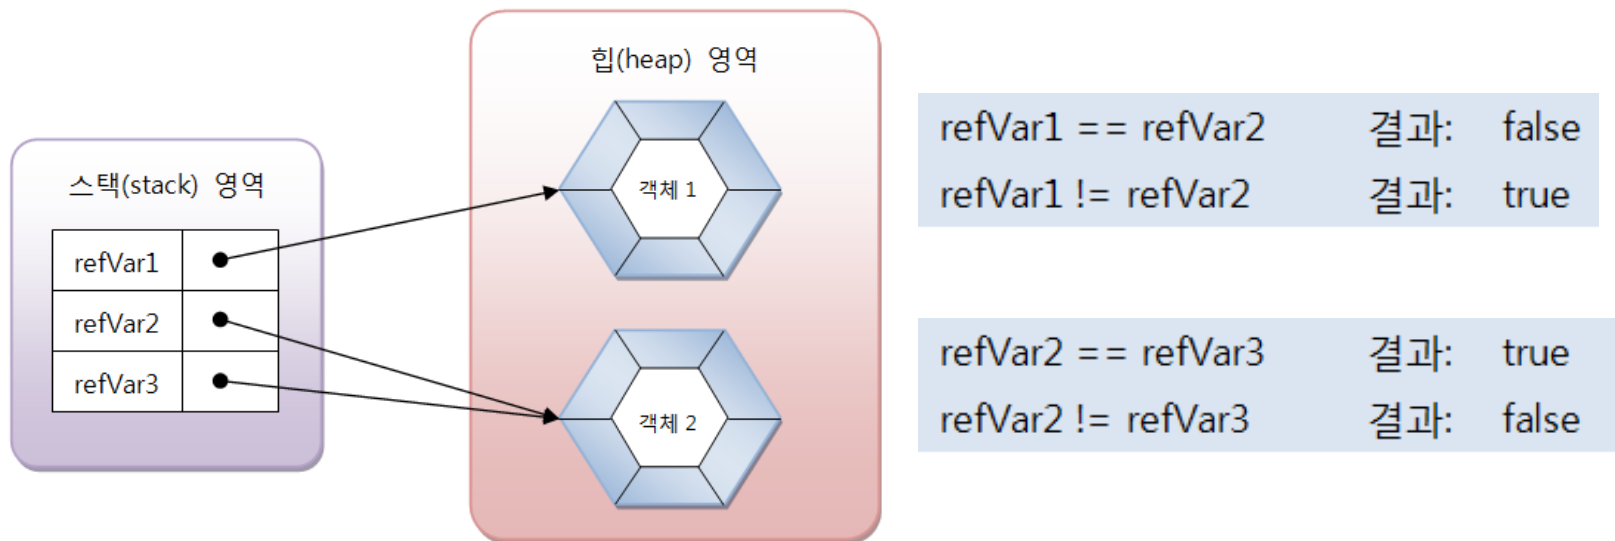 스택(stack) 영역
refVar1
refVar2
refVar3
힙(heap) 영역
객체 1
객체 2
refVar1 == refVar2 결과: false
refVar1 != refVar2 결과: true
refVar2 == refVar3 결과: true
refVar2 != refVar3 결과: false